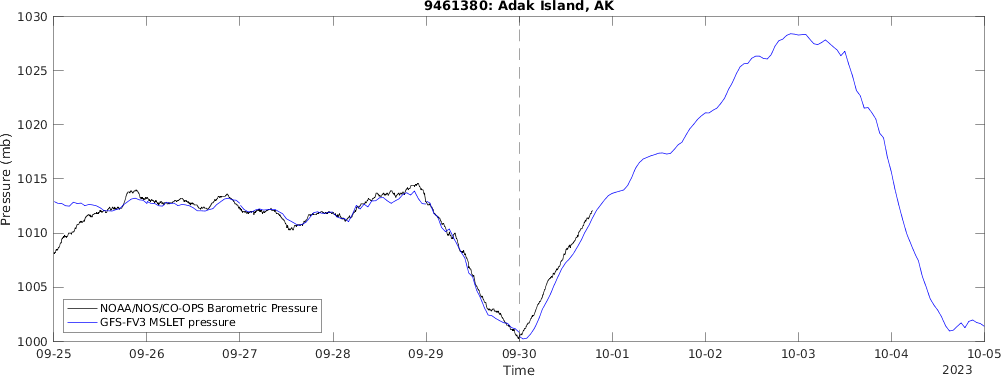 9461380: Adak Island, AK
Pressure (mb)
1030
1025
1020
1015
1010
1005
1000
NOAA/NOS/CO-OPS Barometric Pressure
GFS-FV3 MSLET pressure
09-25 09-26 09-27 09-28 09-29 09-30 10-01 10-02 10-03 10-04 10-05
Time
2023